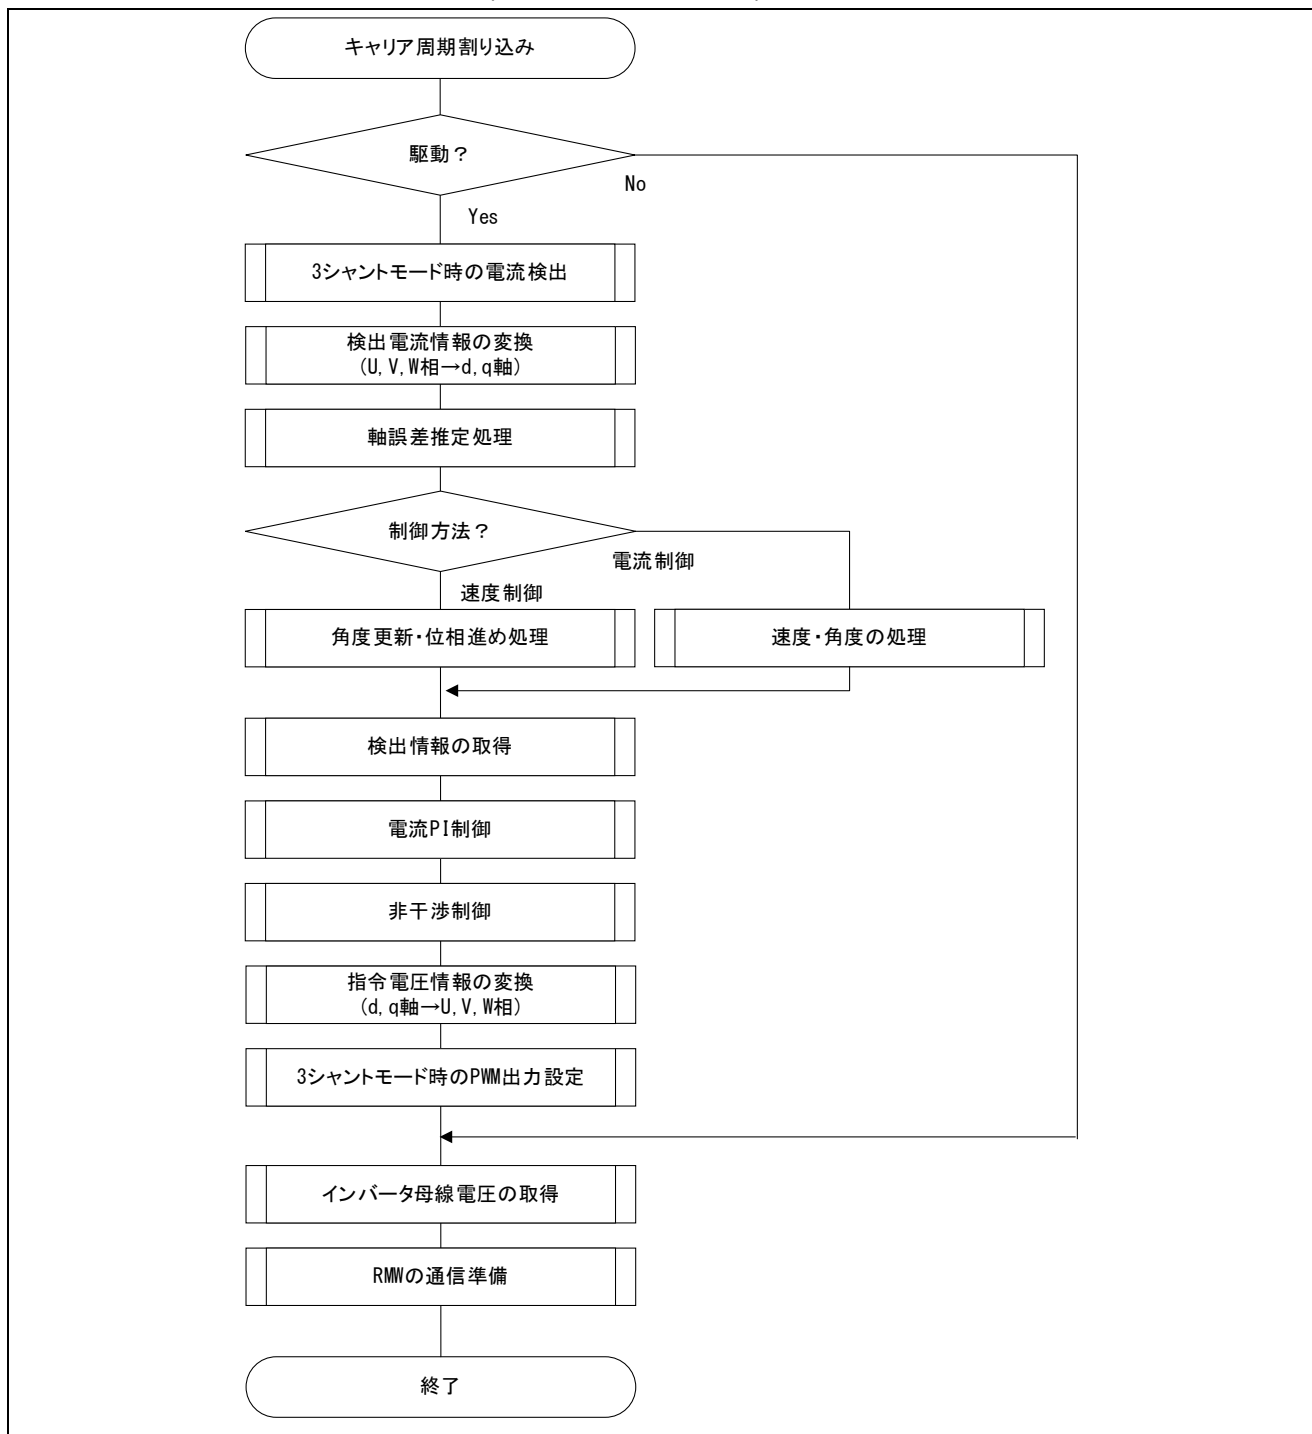 キャリア周期割り込み
駆動？
No
Yes
3シャントモード時の電流検出
検出電流情報の変換
(U,V,W相→d,q軸)
軸誤差推定処理
制御方法？
電流制御
速度制御
角度更新・位相進め処理
速度・角度の処理
検出情報の取得
電流PI制御
非干渉制御
指令電圧情報の変換
(d,q軸→U,V,W相)
3シャントモード時のPWM出力設定
インバータ母線電圧の取得
RMWの通信準備
終了